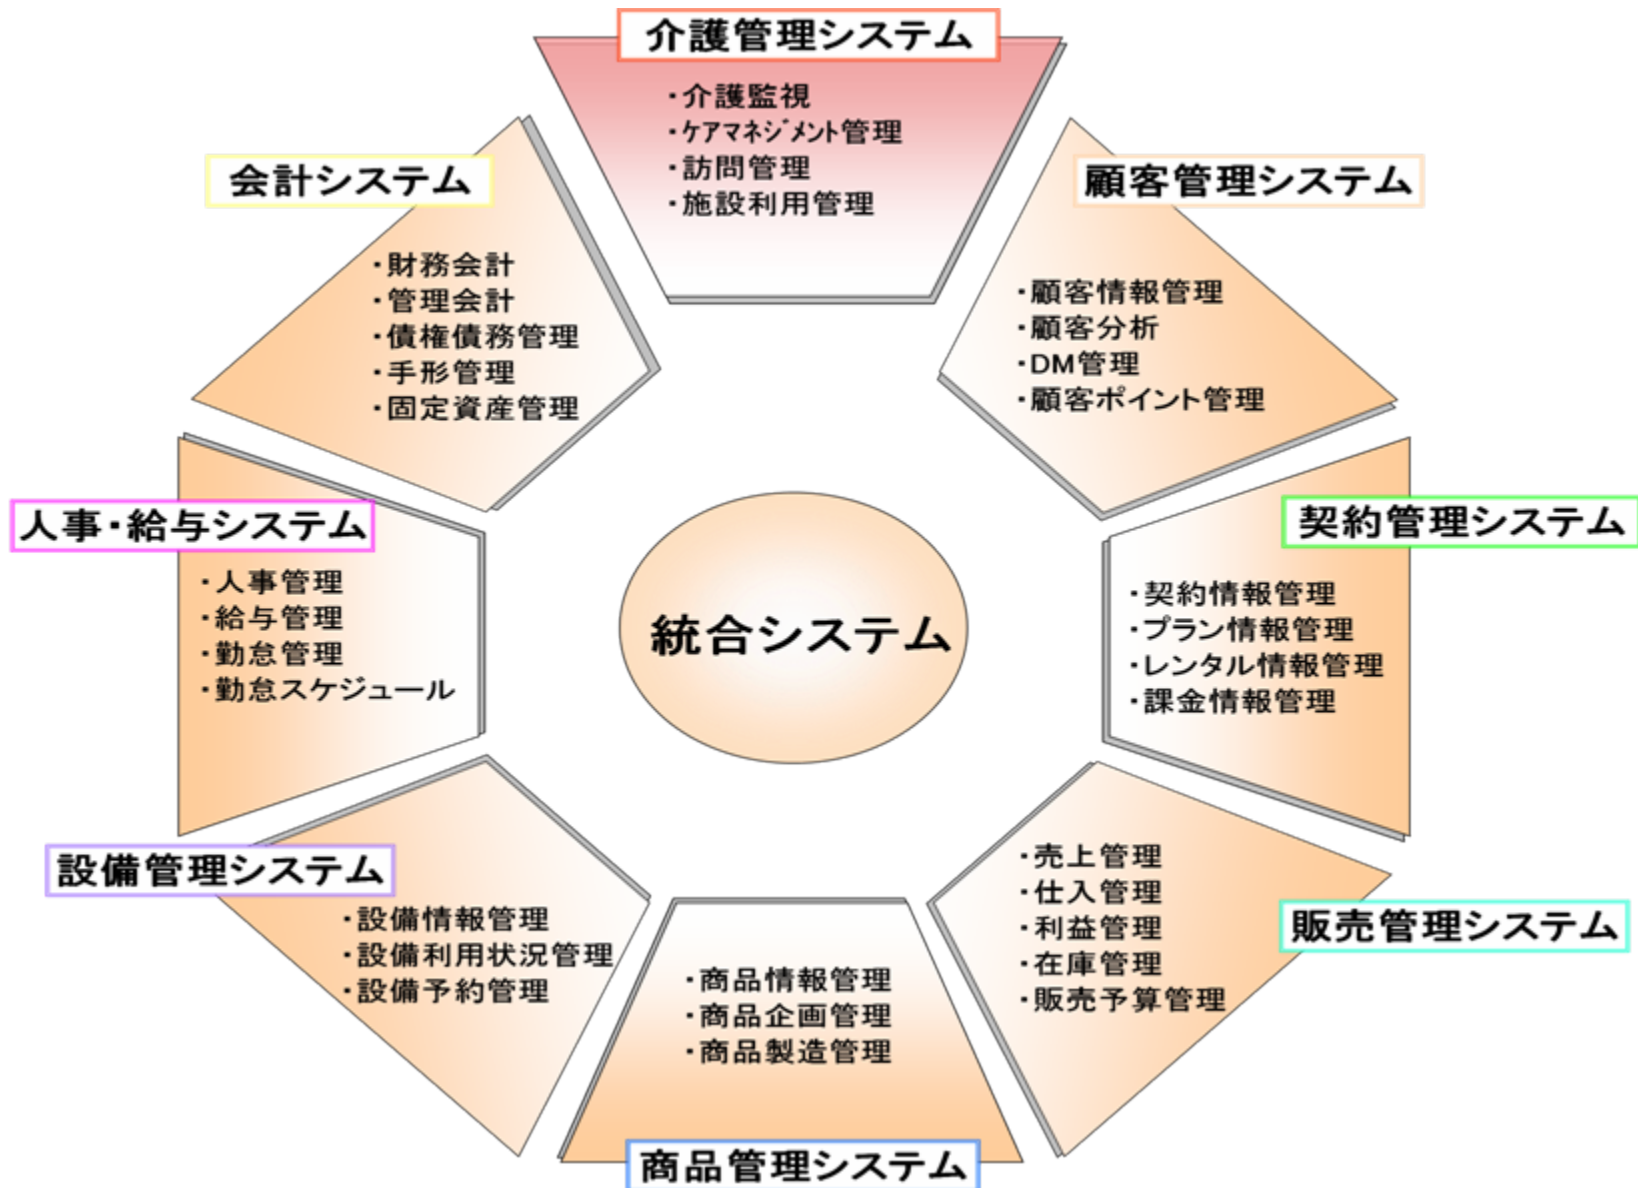 介護管理システム
・介護監視
・ｹｱﾏﾈｼﾞﾒﾝﾄ管理
・訪問管理
・施設利用管理
顧客管理システム
・顧客情報管理
・顧客分析
・DM管理
・顧客ポイント管理
契約管理システム
・契約情報管理
・プラン情報管理
・レンタル情報管理
・課金情報管理
販売管理システム
・売上管理
・仕入管理
・利益管理
・在庫管理
・販売予算管理
商品管理システム
・商品情報管理
・商品企画管理
・商品製造管理
設備管理システム
・設備情報管理
・設備利用状況管理
・設備予約管理
人事・給与システム
・人事管理
・給与管理
・勤怠管理
・勤怠スケジュール
会計システム
・財務会計
・管理会計
・債権債務管理
・手形管理
・固定資産管理
統合システム